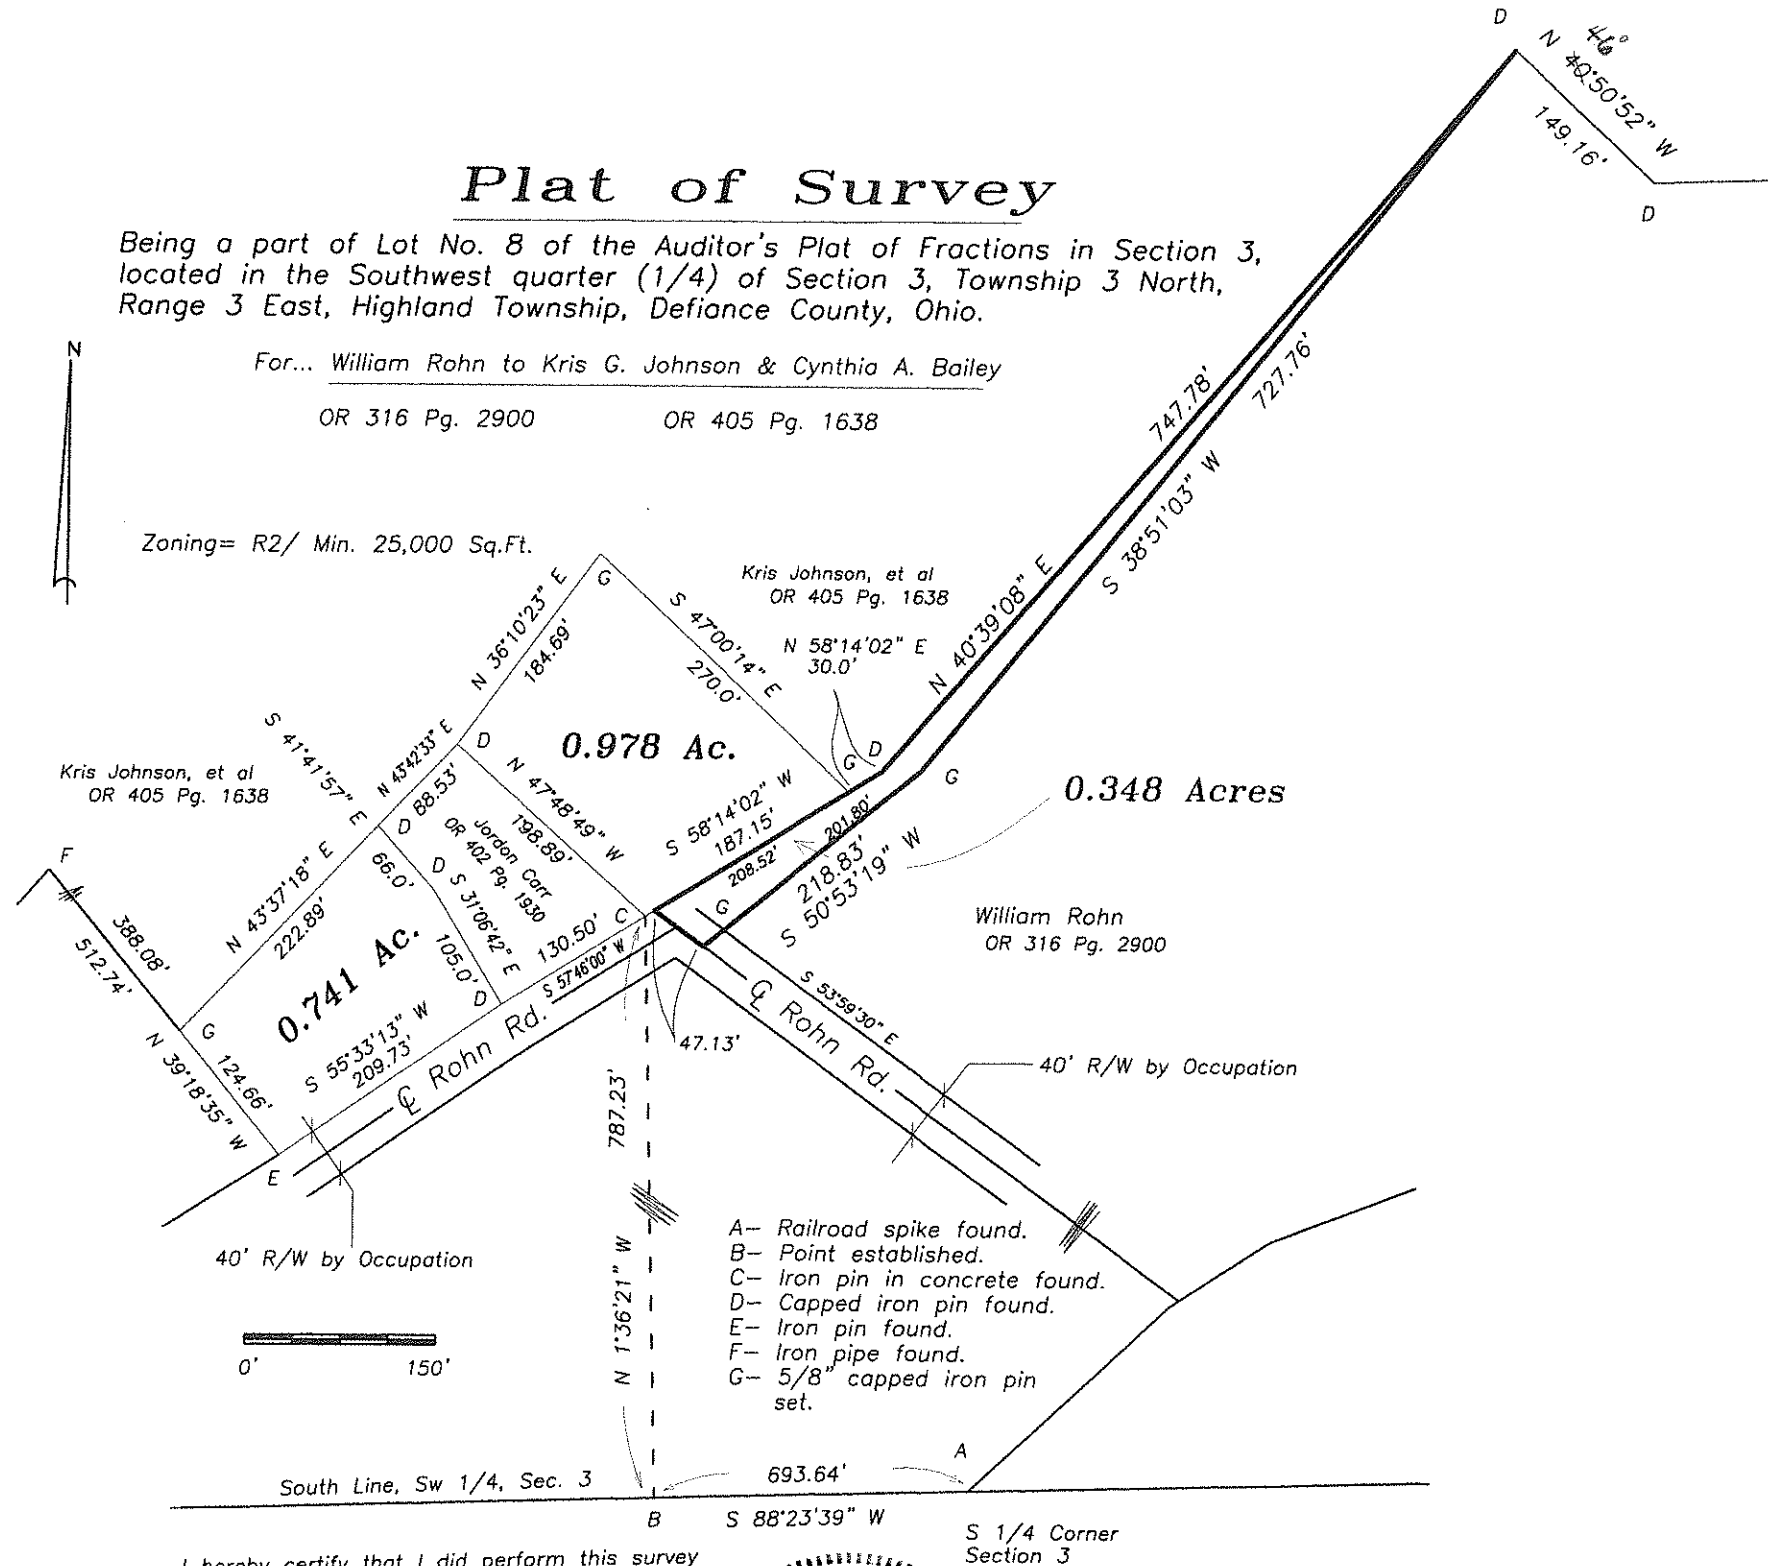 D
N 46°
40°50'52" W
149.16'
D
Plat of Survey
Being a part of Lot No. 8 of the Auditor's Plat of Fractions in Section 3,
located in the Southwest quarter (1/4) of Section 3, Township 3 North,
Range 3 East, Highland Township, Defiance County, Ohio.
For... William Rohn to Kris G. Johnson & Cynthia A. Bailey
OR 316 Pg. 2900 OR 405 Pg. 1638
N
747.78'
727.76'
N 40°39'08" E
S 38°51'03" W
Zoning= R2/ Min. 25,000 Sq.Ft.
Kris Johnson, et al
OR 405 Pg. 1638
N 58°14'02" E
30.0'
G
N 36°10'23" E
184.69'
S 47°00'14" E
270.0'
0.978 Ac.
G
D
G
0.348 Acres
S 41°41'57" E
N 43°42'33" E
88.53'
D
N 47°48'49" W
198.89'
S 58°14'02" W
187.15'
208.52'
201.80'
218.83'
S 50°53'19" W
Kris Johnson, et al
OR 405 Pg. 1638
D
66.0'
D
Jordon Carr
OR 402 Pg. 1930
S 31°06'42" E
105.0'
130.50'
C
G
S 57°46'00" W
F
388.08'
512.74'
N 43°37'18" E
222.89'
0.741 Ac.
D
William Rohn
OR 316 Pg. 2900
G
124.66'
N 39°18'35" W
S 55°33'13" W
209.73'
℄ Rohn Rd.
47.13'
S 53°59'30" E
℄ Rohn Rd.
40' R/W by Occupation
E
787.23'
N 1°36'21" W
40' R/W by Occupation
0' 150'
A- Railroad spike found.
B- Point established.
C- Iron pin in concrete found.
D- Capped iron pin found.
E- Iron pin found.
F- Iron pipe found.
G- 5/8" capped iron pin
set.
A
South Line, Sw 1/4, Sec. 3
693.64'
B
S 88°23'39" W
S 1/4 Corner
Section 3
I hereby certify that I did perform this survey